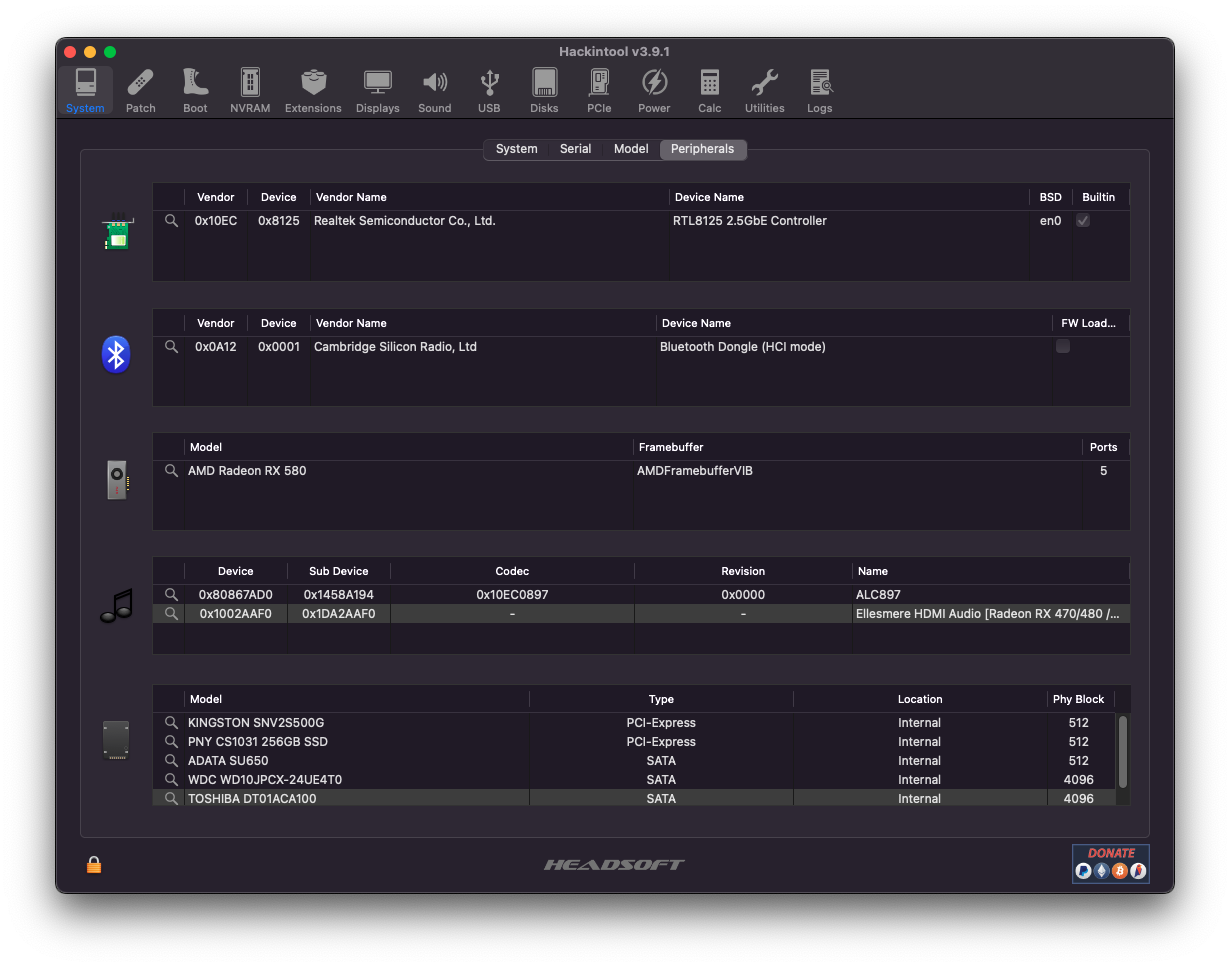 Hackintool v3.9.1
System Patch Boot NVRAM Extensions Displays Sound USB Disks PCIe Power Calc Utilities Logs
System Serial Model Peripherals
Vendor Device Vendor Name Device Name BSD Builtin
0x10EC 0x8125 Realtek Semiconductor Co., Ltd. RTL8125 2.5GbE Controller en0
Vendor Device Vendor Name Device Name FW Load...
0x0A12 0x0001 Cambridge Silicon Radio, Ltd Bluetooth Dongle (HCI mode)
Model Framebuffer Ports
AMD Radeon RX 580 AMDFramebufferVIB 5
Device Sub Device Codec Revision Name
0x80867AD0 0x1458A194 0x10EC0897 0x0000 ALC897
0x1002AAF0 0x1DA2AAF0 - - Ellesmere HDMI Audio [Radeon RX 470/480 /...
Model Type Location Phy Block
KINGSTON SNV2S500G PCI-Express Internal 512
PNY CS1031 256GB SSD PCI-Express Internal 512
ADATA SU650 SATA Internal 512
WDC WD10JPCX-24UE4T0 SATA Internal 4096
TOSHIBA DT01ACA100 SATA Internal 4096
HEADSOFT
DONATE